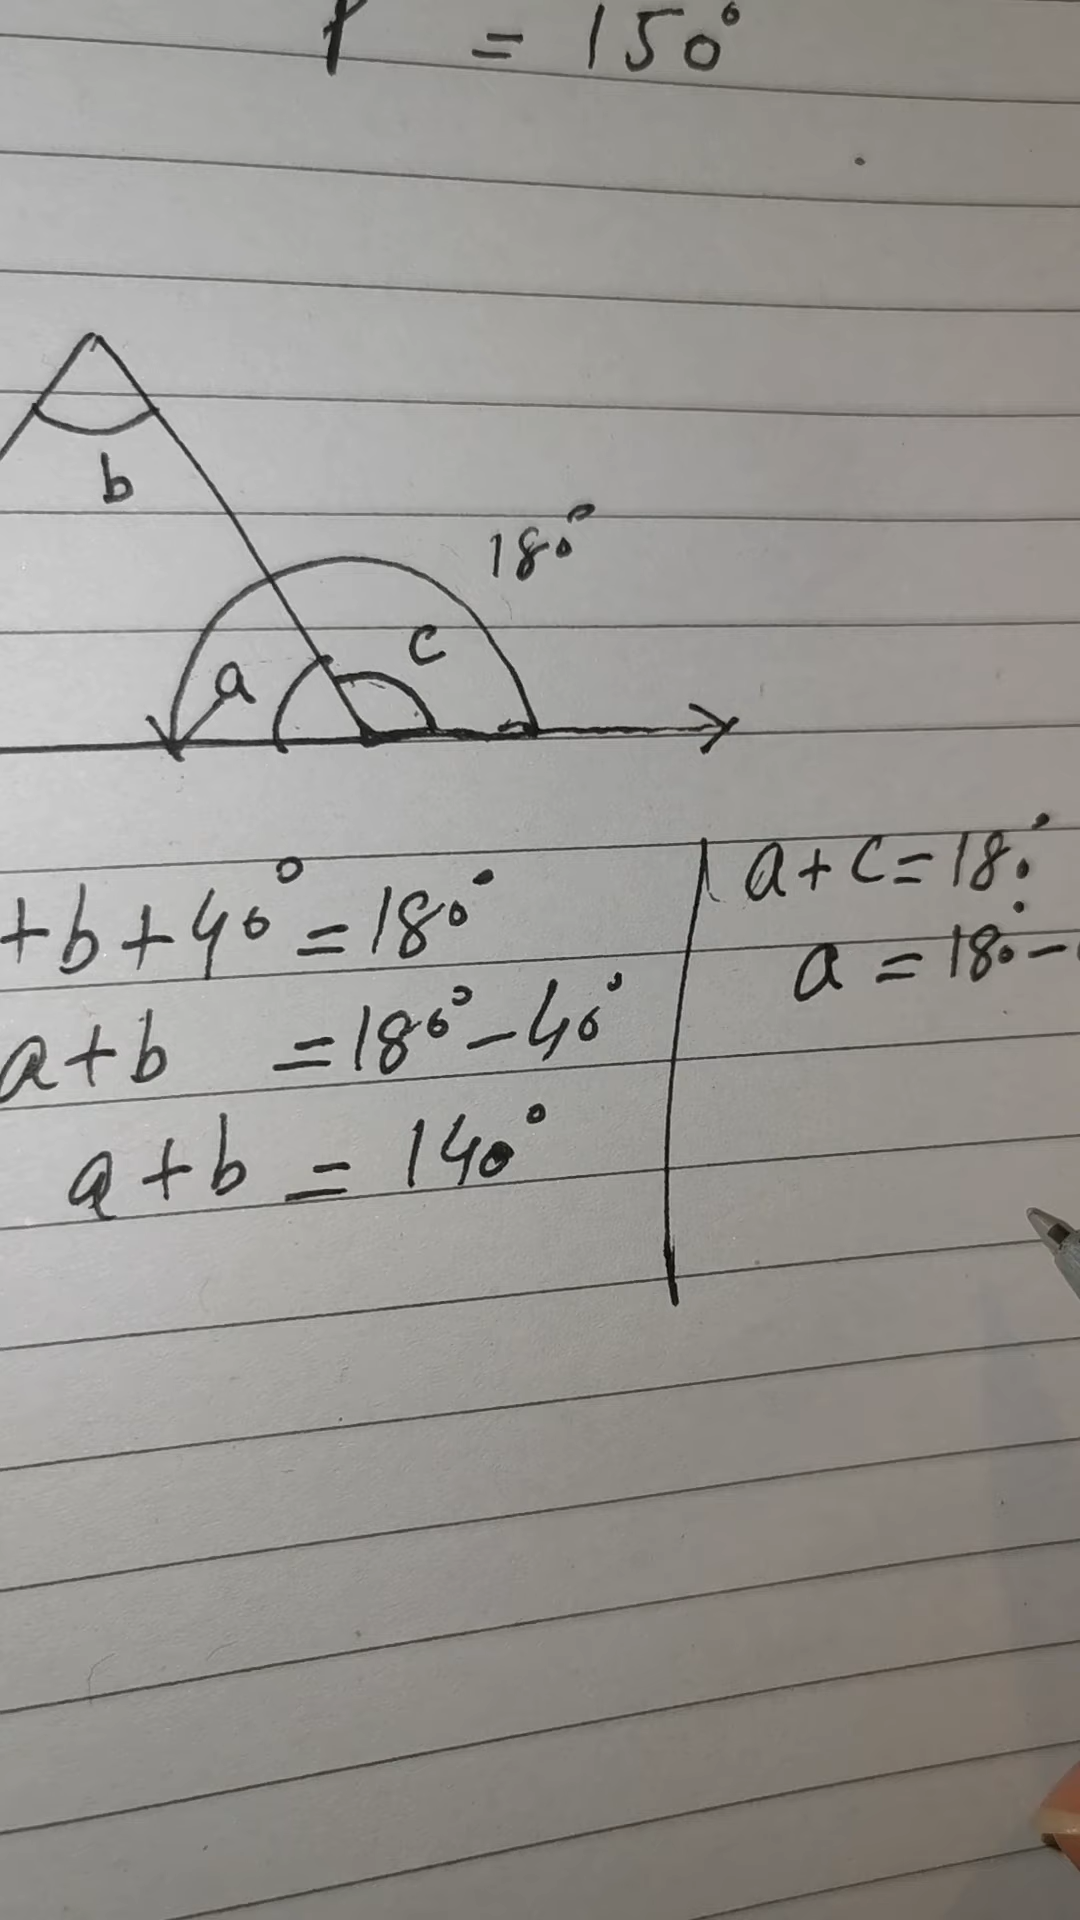 = 150°
b
180°
c
a
+b+40° = 180°
a+b = 180° - 40°
a+b = 140°
a+c = 180°
a = 180° -